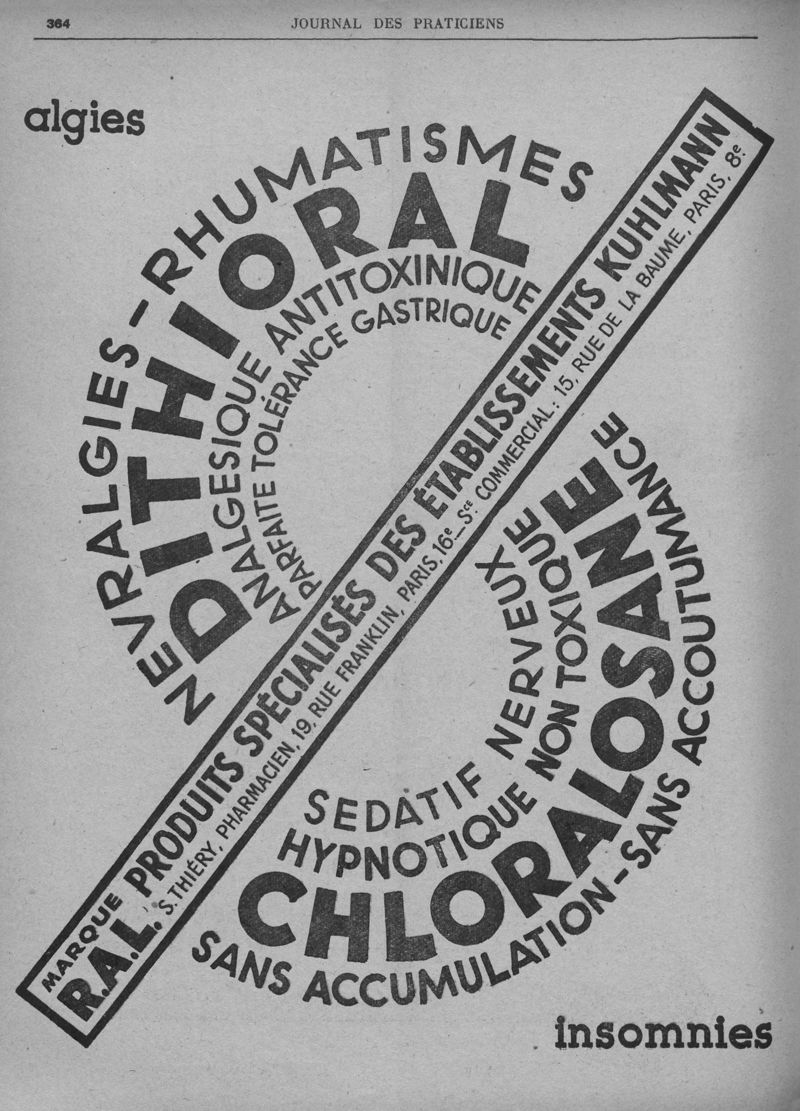 364
JOURNAL DES PRATICIENS
algies
NEVRALGIES - RHUMATISMES
DITHIORAL
ANALGESIQUE ANTITOXINIQUE
PARFAITE TOLÉRANCE GASTRIQUE
MARQUE
R.A.L. PRODUITS SPÉCIALISÉS DES ÉTABLISSEMENTS KUHLMANN
S. THIÉRY, PHARMACIEN, 19, RUE FRANKLIN, PARIS, 16e - Sce COMMERCIAL: 15, RUE DE LA BAUME, PARIS, 8e.
SEDATIF NERVEUX
HYPNOTIQUE NON TOXIQUE
CHLORALOSANE
SANS ACCUMULATION - SANS ACCOUTUMANCE
insomnies